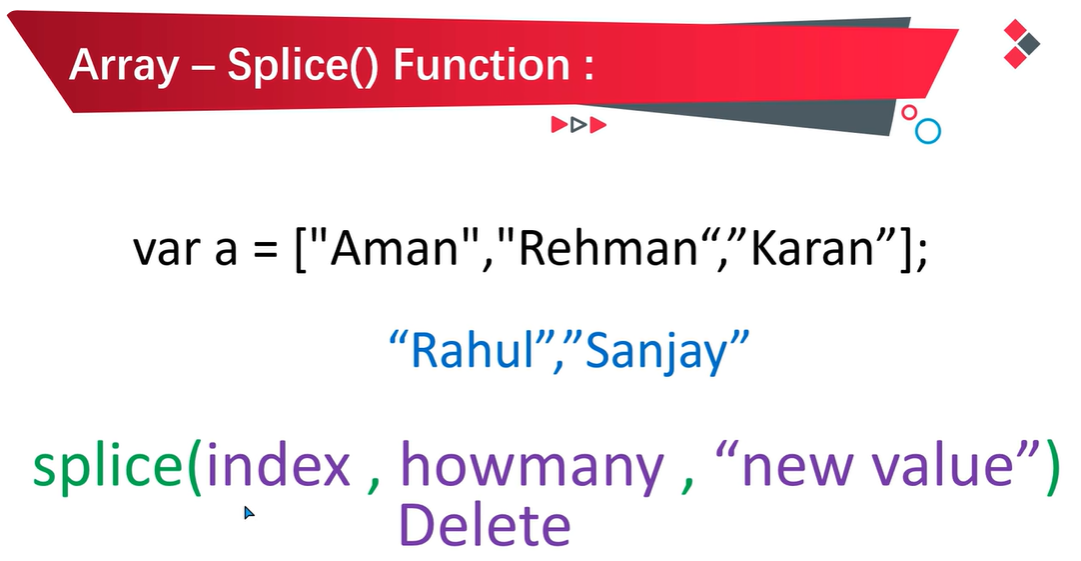 Array – Splice() Function :
var a = ["Aman","Rehman“,”Karan”];
“Rahul”,”Sanjay”
splice(index , howmany , “new value”)
Delete